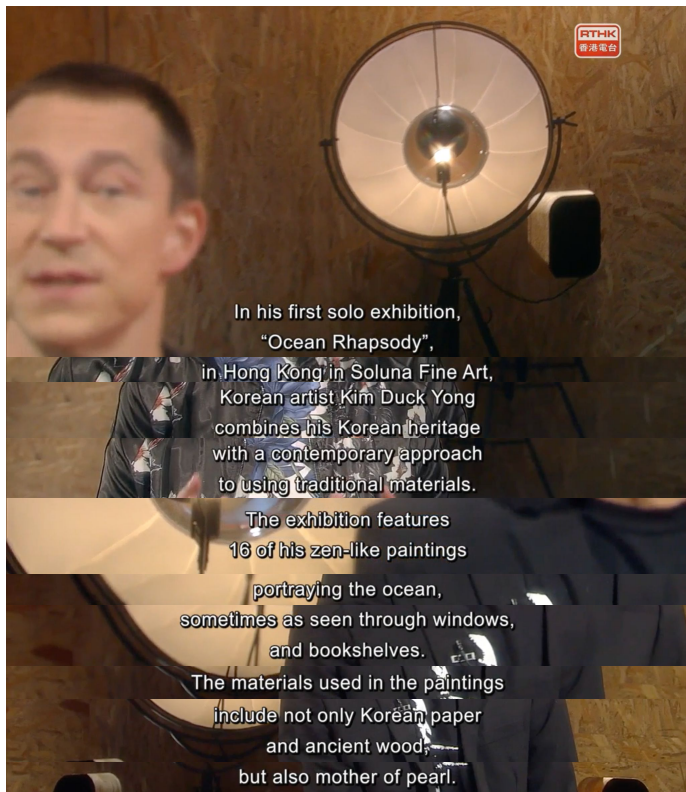 RTHK
香港電台
In his first solo exhibition,
“Ocean Rhapsody”,
in Hong Kong in Soluna Fine Art,
Korean artist Kim Duck Yong
combines his Korean heritage
with a contemporary approach
to using traditional materials.
The exhibition features
16 of his zen-like paintings
portraying the ocean,
sometimes as seen through windows,
and bookshelves.
The materials used in the paintings
include not only Korean paper
and ancient wood,
but also mother of pearl.